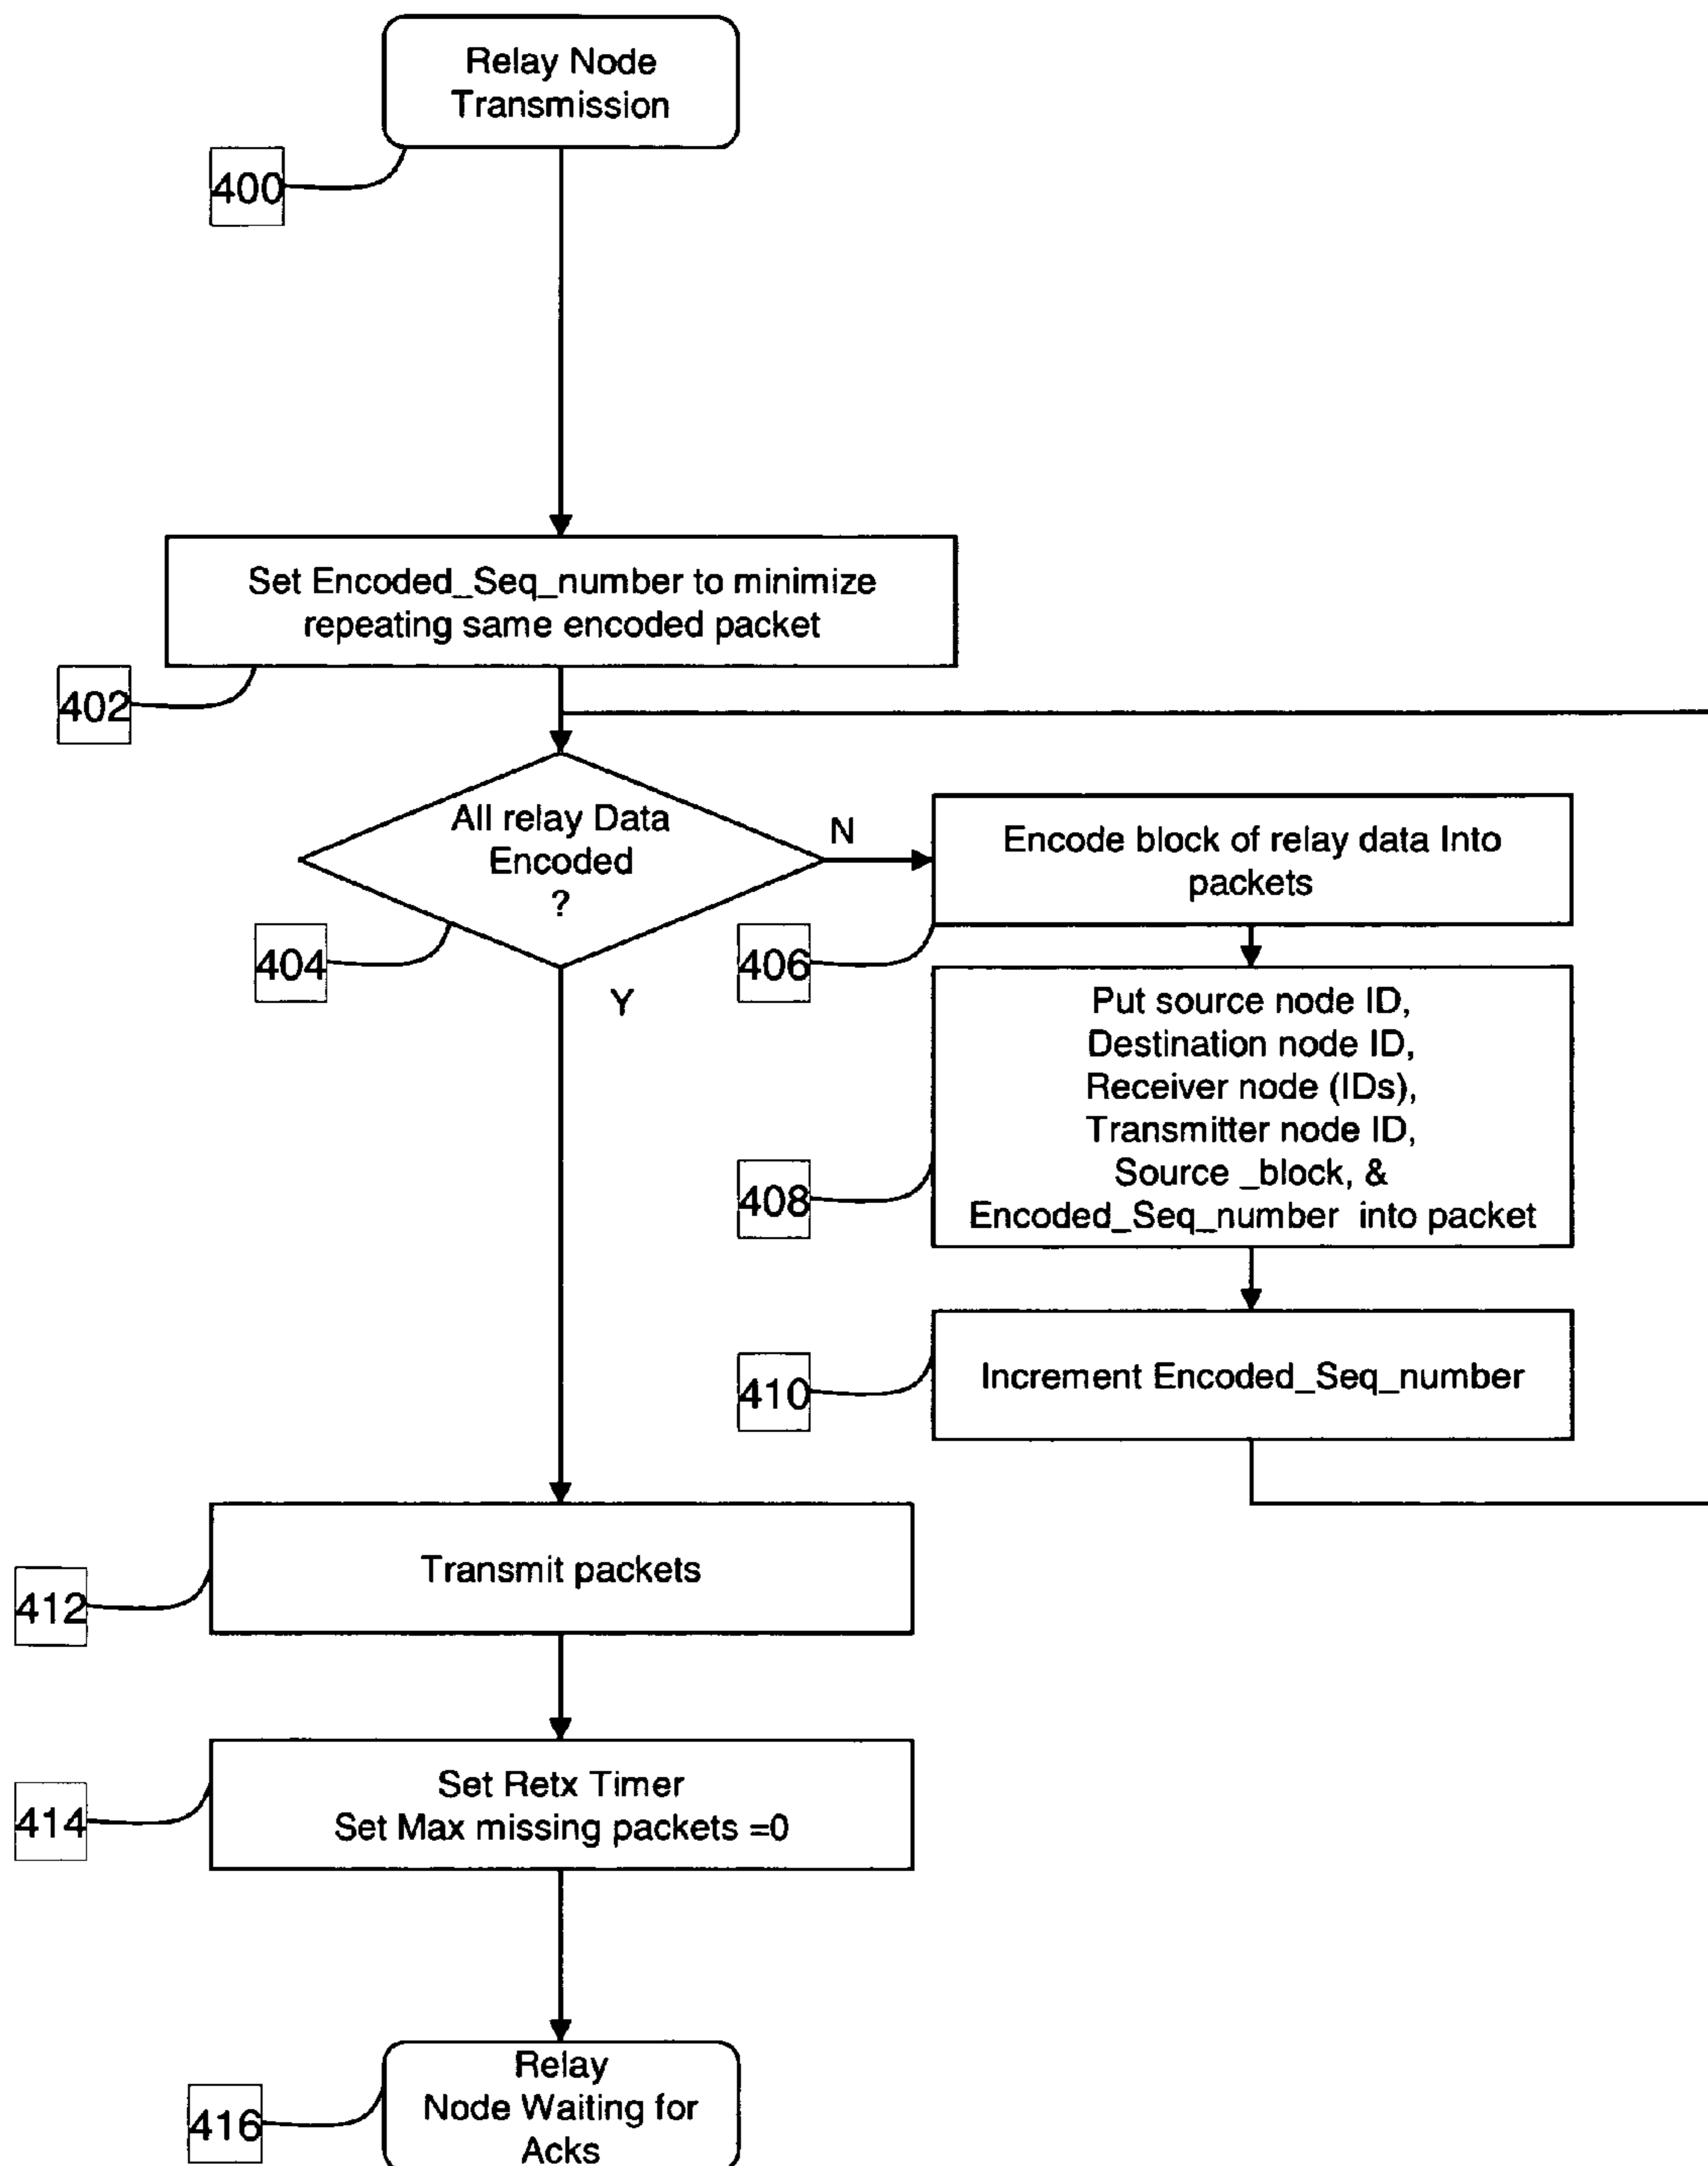 Relay Node
Transmission
400
Set Encoded_Seq_number to minimize
repeating same encoded packet
402
All relay Data
Encoded
?
404
N
Y
Encode block of relay data Into
packets
406
Put source node ID,
Destination node ID,
Receiver node (IDs),
Transmitter node ID,
Source _block, &
Encoded_Seq_number into packet
408
Increment Encoded_Seq_number
410
Transmit packets
412
Set Retx Timer
Set Max missing packets =0
414
Relay
Node Waiting for
Acks
416